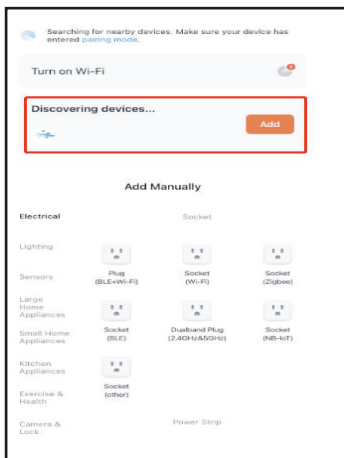 Searching for nearby devices. Make sure your device has
entered pairing mode.
Turn on Wi-Fi
Discovering devices...
Add
Add Manually
Electrical
Socket
Lighting
Sensors
Large
Home
Appliances
Small Home
Appliances
Kitchen
Appliances
Exercise &
Health
Camera &
Lock
Plug
(BLE+Wi-Fi)
Socket
(Wi-Fi)
Socket
(Zigbee)
Socket
(BLE)
Dualband Plug
(2.4GHz&5GHz)
Socket
(NB-IoT)
Socket
(other)
Power Strip